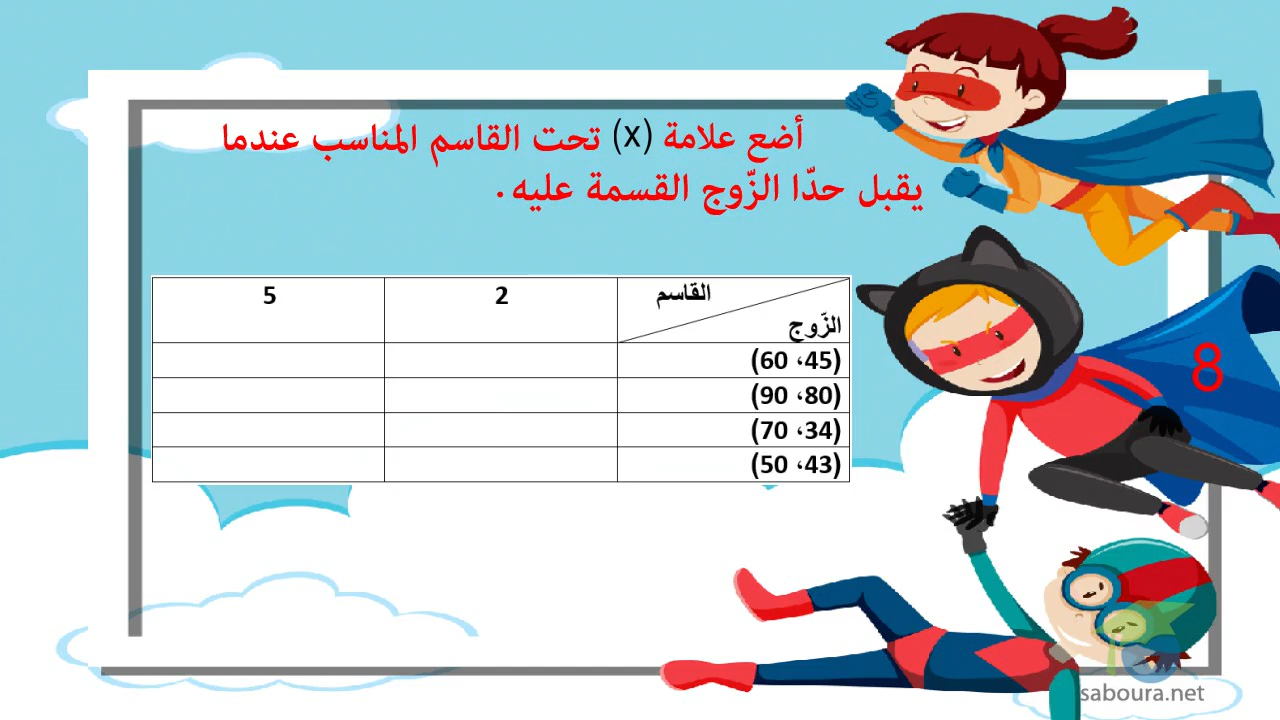 أضع علامة (x) تحت القاسم المناسب عندما
يقبل حدّا الزّوج القسمة عليه.
القاسم
الزّوج
2
5
(45، 60)
(80، 90)
(34، 70)
(43، 50)
8
saboura.net